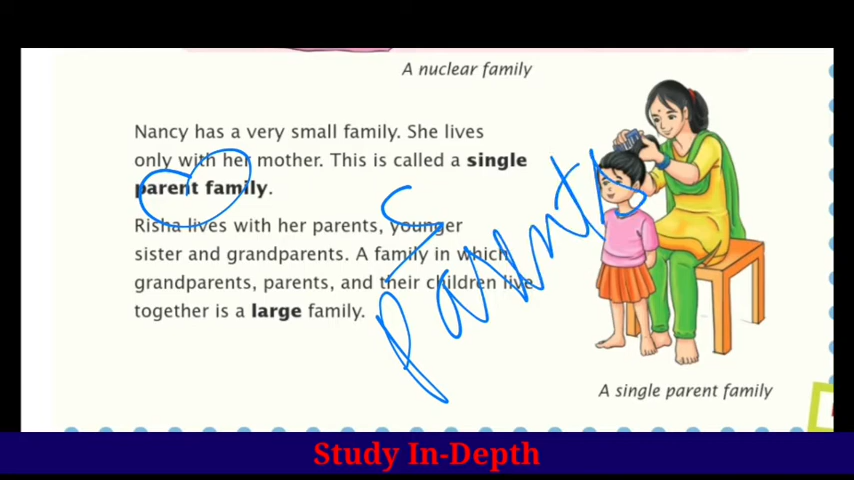 A nuclear family
Nancy has a very small family. She lives
only with her mother. This is called a single
parent family.
Risha lives with her parents, younger
sister and grandparents. A family in which
grandparents, parents, and their children live
together is a large family.
parents
A single parent family
Study In-Depth